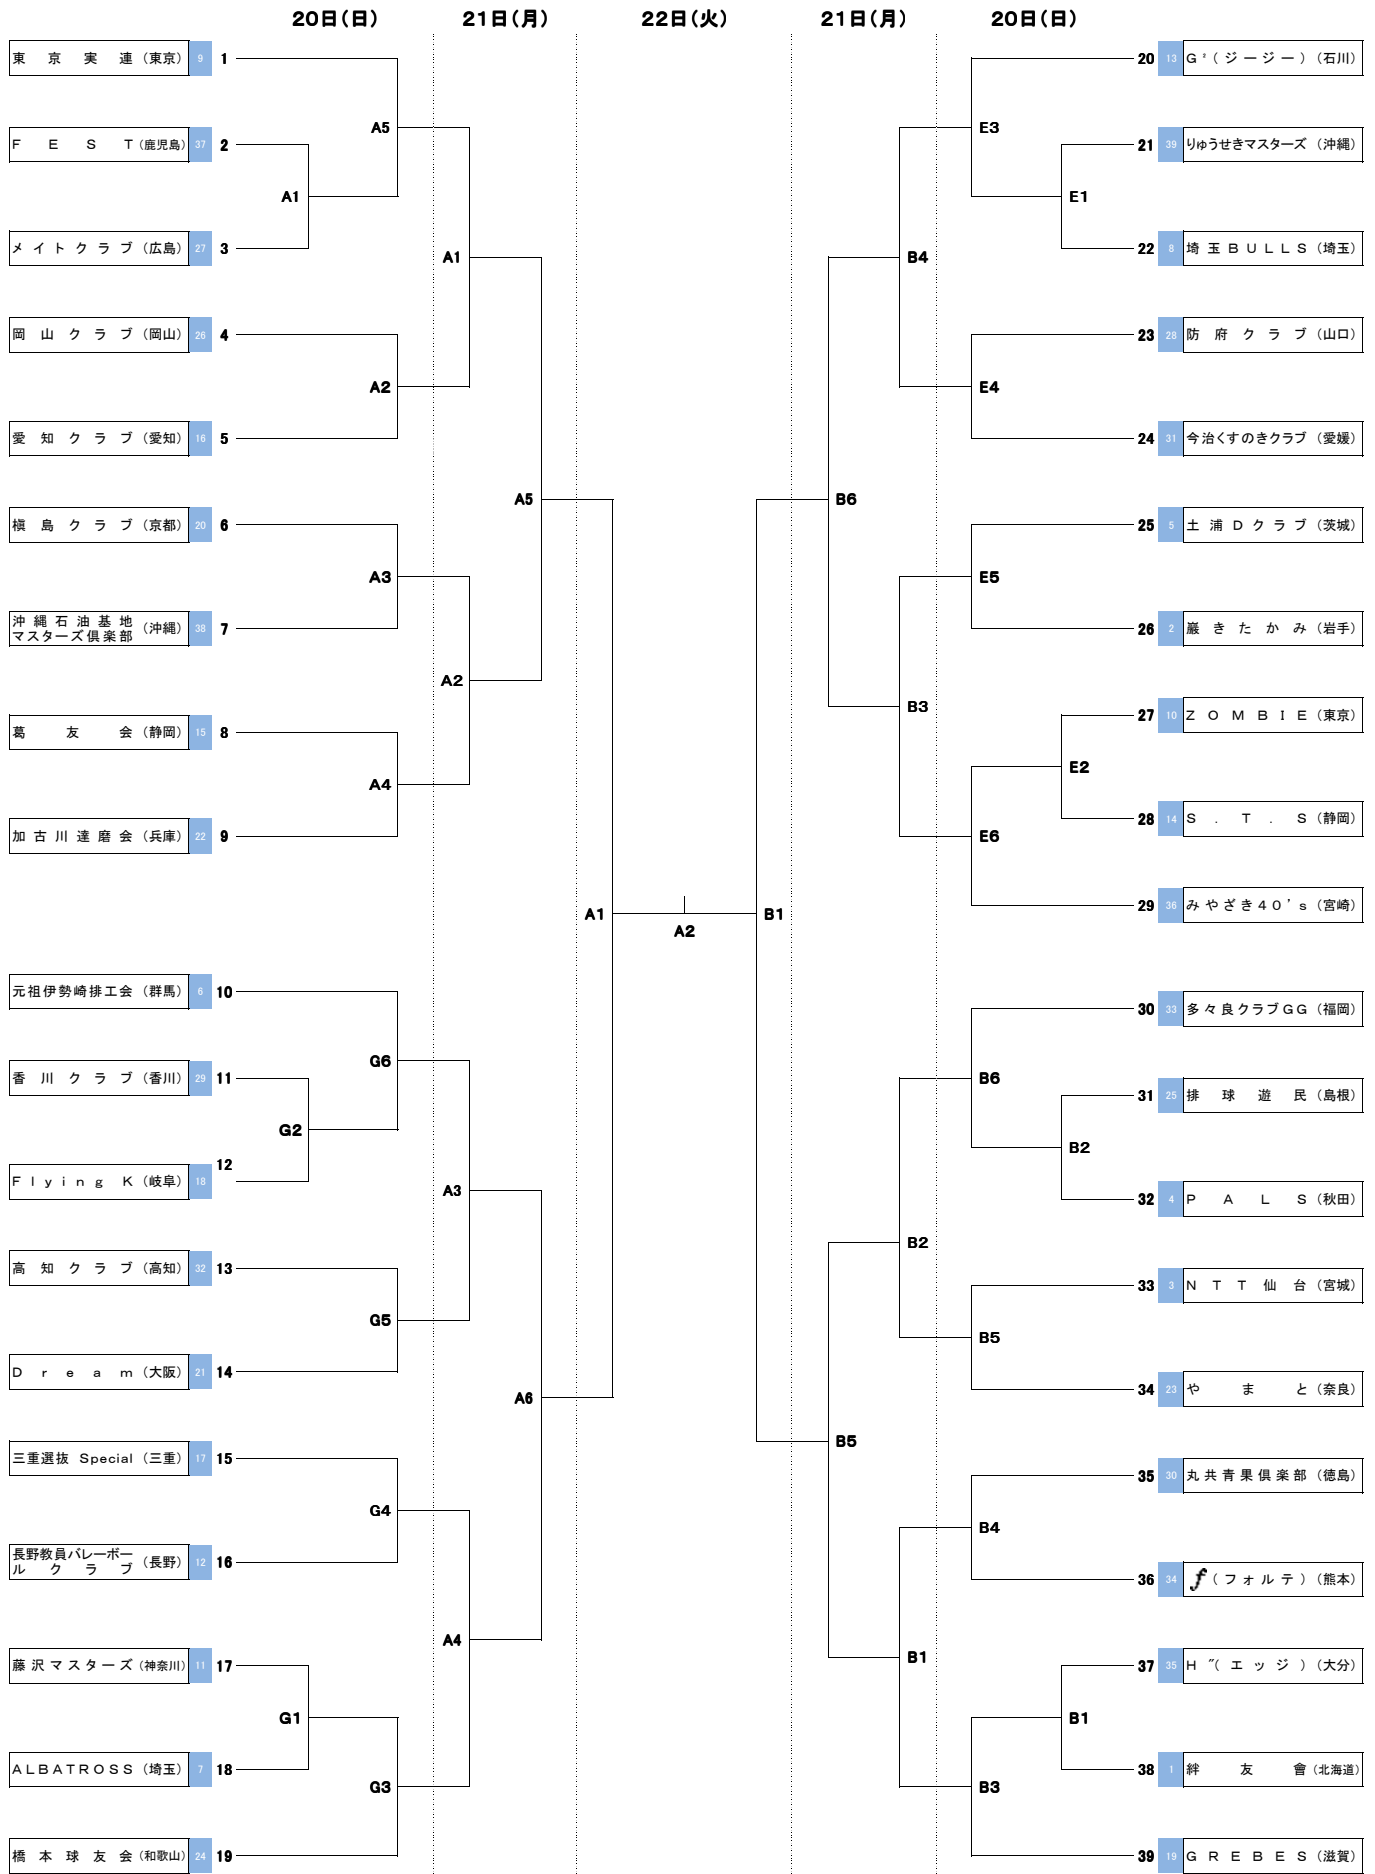 20日(日) 21日(月) 22日(火) 21日(月) 20日(日)
東京実連(東京) 9 1
FEST(鹿児島) 37 2
メイトクラブ(広島) 27 3
岡山クラブ(岡山) 26 4
愛知クラブ(愛知) 16 5
槇島クラブ(京都) 20 6
沖縄石油基地
マスターズ倶楽部(沖縄) 38 7
葛友会(静岡) 15 8
加古川達磨会(兵庫) 22 9
元祖伊勢崎排工会(群馬) 6 10
香川クラブ(香川) 29 11
Flying K(岐阜) 18 12
高知クラブ(高知) 32 13
Dream(大阪) 21 14
三重選抜 Special(三重) 17 15
長野教員バレーボー
ルクラブ(長野) 12 16
藤沢マスターズ(神奈川) 11 17
ALBATROSS(埼玉) 7 18
橋本球友会(和歌山) 24 19
A1
G2
G1
A5
A2
A3
A4
G6
G5
G4
G3
A1
A2
A3
A4
A5
A6
A1
A2
B1
B6
B5
B4
B3
B2
B1
E3
E4
E5
E6
B6
B5
B4
B3
E1
E2
B2
B1
20 13 G²(ジージー)(石川)
21 39 りゅうせきマスターズ(沖縄)
22 8 埼玉BULLS(埼玉)
23 28 防府クラブ(山口)
24 31 今治くすのきクラブ(愛媛)
25 5 土浦Dクラブ(茨城)
26 2 巖きたかみ(岩手)
27 10 ZOMBIE(東京)
28 14 S.T.S(静岡)
29 36 みやざき40's(宮崎)
30 33 多々良クラブGG(福岡)
31 25 排球遊民(島根)
32 4 PALS(秋田)
33 3 NTT仙台(宮城)
34 23 やまと(奈良)
35 30 丸共青果倶楽部(徳島)
36 34 f(フォルテ)(熊本)
37 35 H″(エッジ)(大分)
38 1 絆友會(北海道)
39 19 GREBES(滋賀)